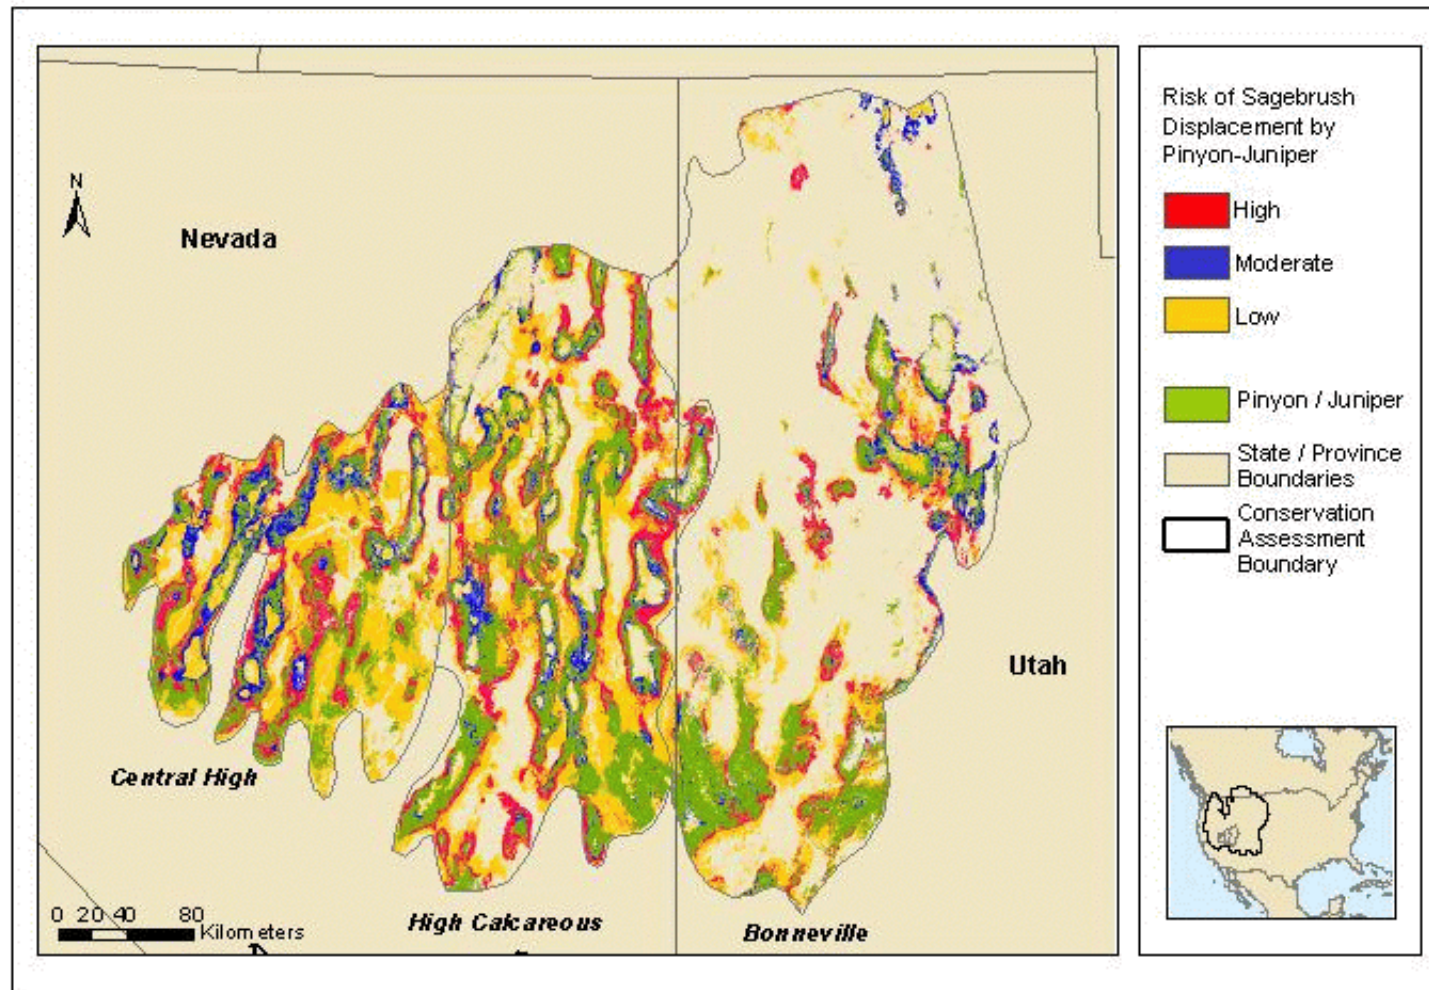 N
Nevada
Utah
Central High
High Calcareous
Bonneville
0 20 40 80
Kilometers
Risk of Sagebrush
Displacement by
Pinyon-Juniper
High
Moderate
Low
Pinyon / Juniper
State / Province
Boundaries
Conservation
Assessment
Boundary